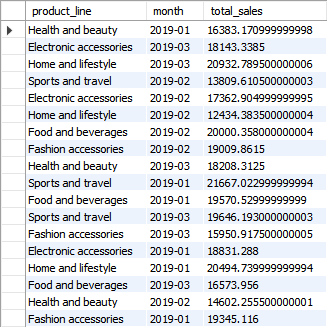 product_line month total_sales
Health and beauty 2019-01 16383.170999999998
Electronic accessories 2019-03 18143.3385
Home and lifestyle 2019-03 20932.789500000006
Sports and travel 2019-02 13809.610500000003
Electronic accessories 2019-02 17362.904999999995
Home and lifestyle 2019-02 12434.383500000004
Food and beverages 2019-02 20000.358000000004
Fashion accessories 2019-02 19009.8615
Health and beauty 2019-03 18208.3125
Sports and travel 2019-01 21667.022999999994
Food and beverages 2019-01 19570.52999999999
Sports and travel 2019-03 19646.193000000003
Fashion accessories 2019-03 15950.917500000005
Electronic accessories 2019-01 18831.288
Home and lifestyle 2019-01 20494.739999999994
Food and beverages 2019-03 16573.956
Health and beauty 2019-02 14602.255500000001
Fashion accessories 2019-01 19345.116